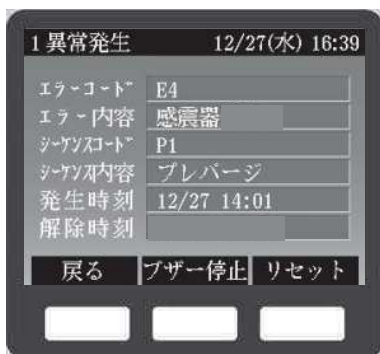 1 異常発生 12/27(水) 16:39
エラーコード E4
エラー内容 感震器
シーケンスコード P1
シーケンス内容 プレパージ
発生時刻 12/27 14:01
解除時刻
戻る ブザー停止 リセット